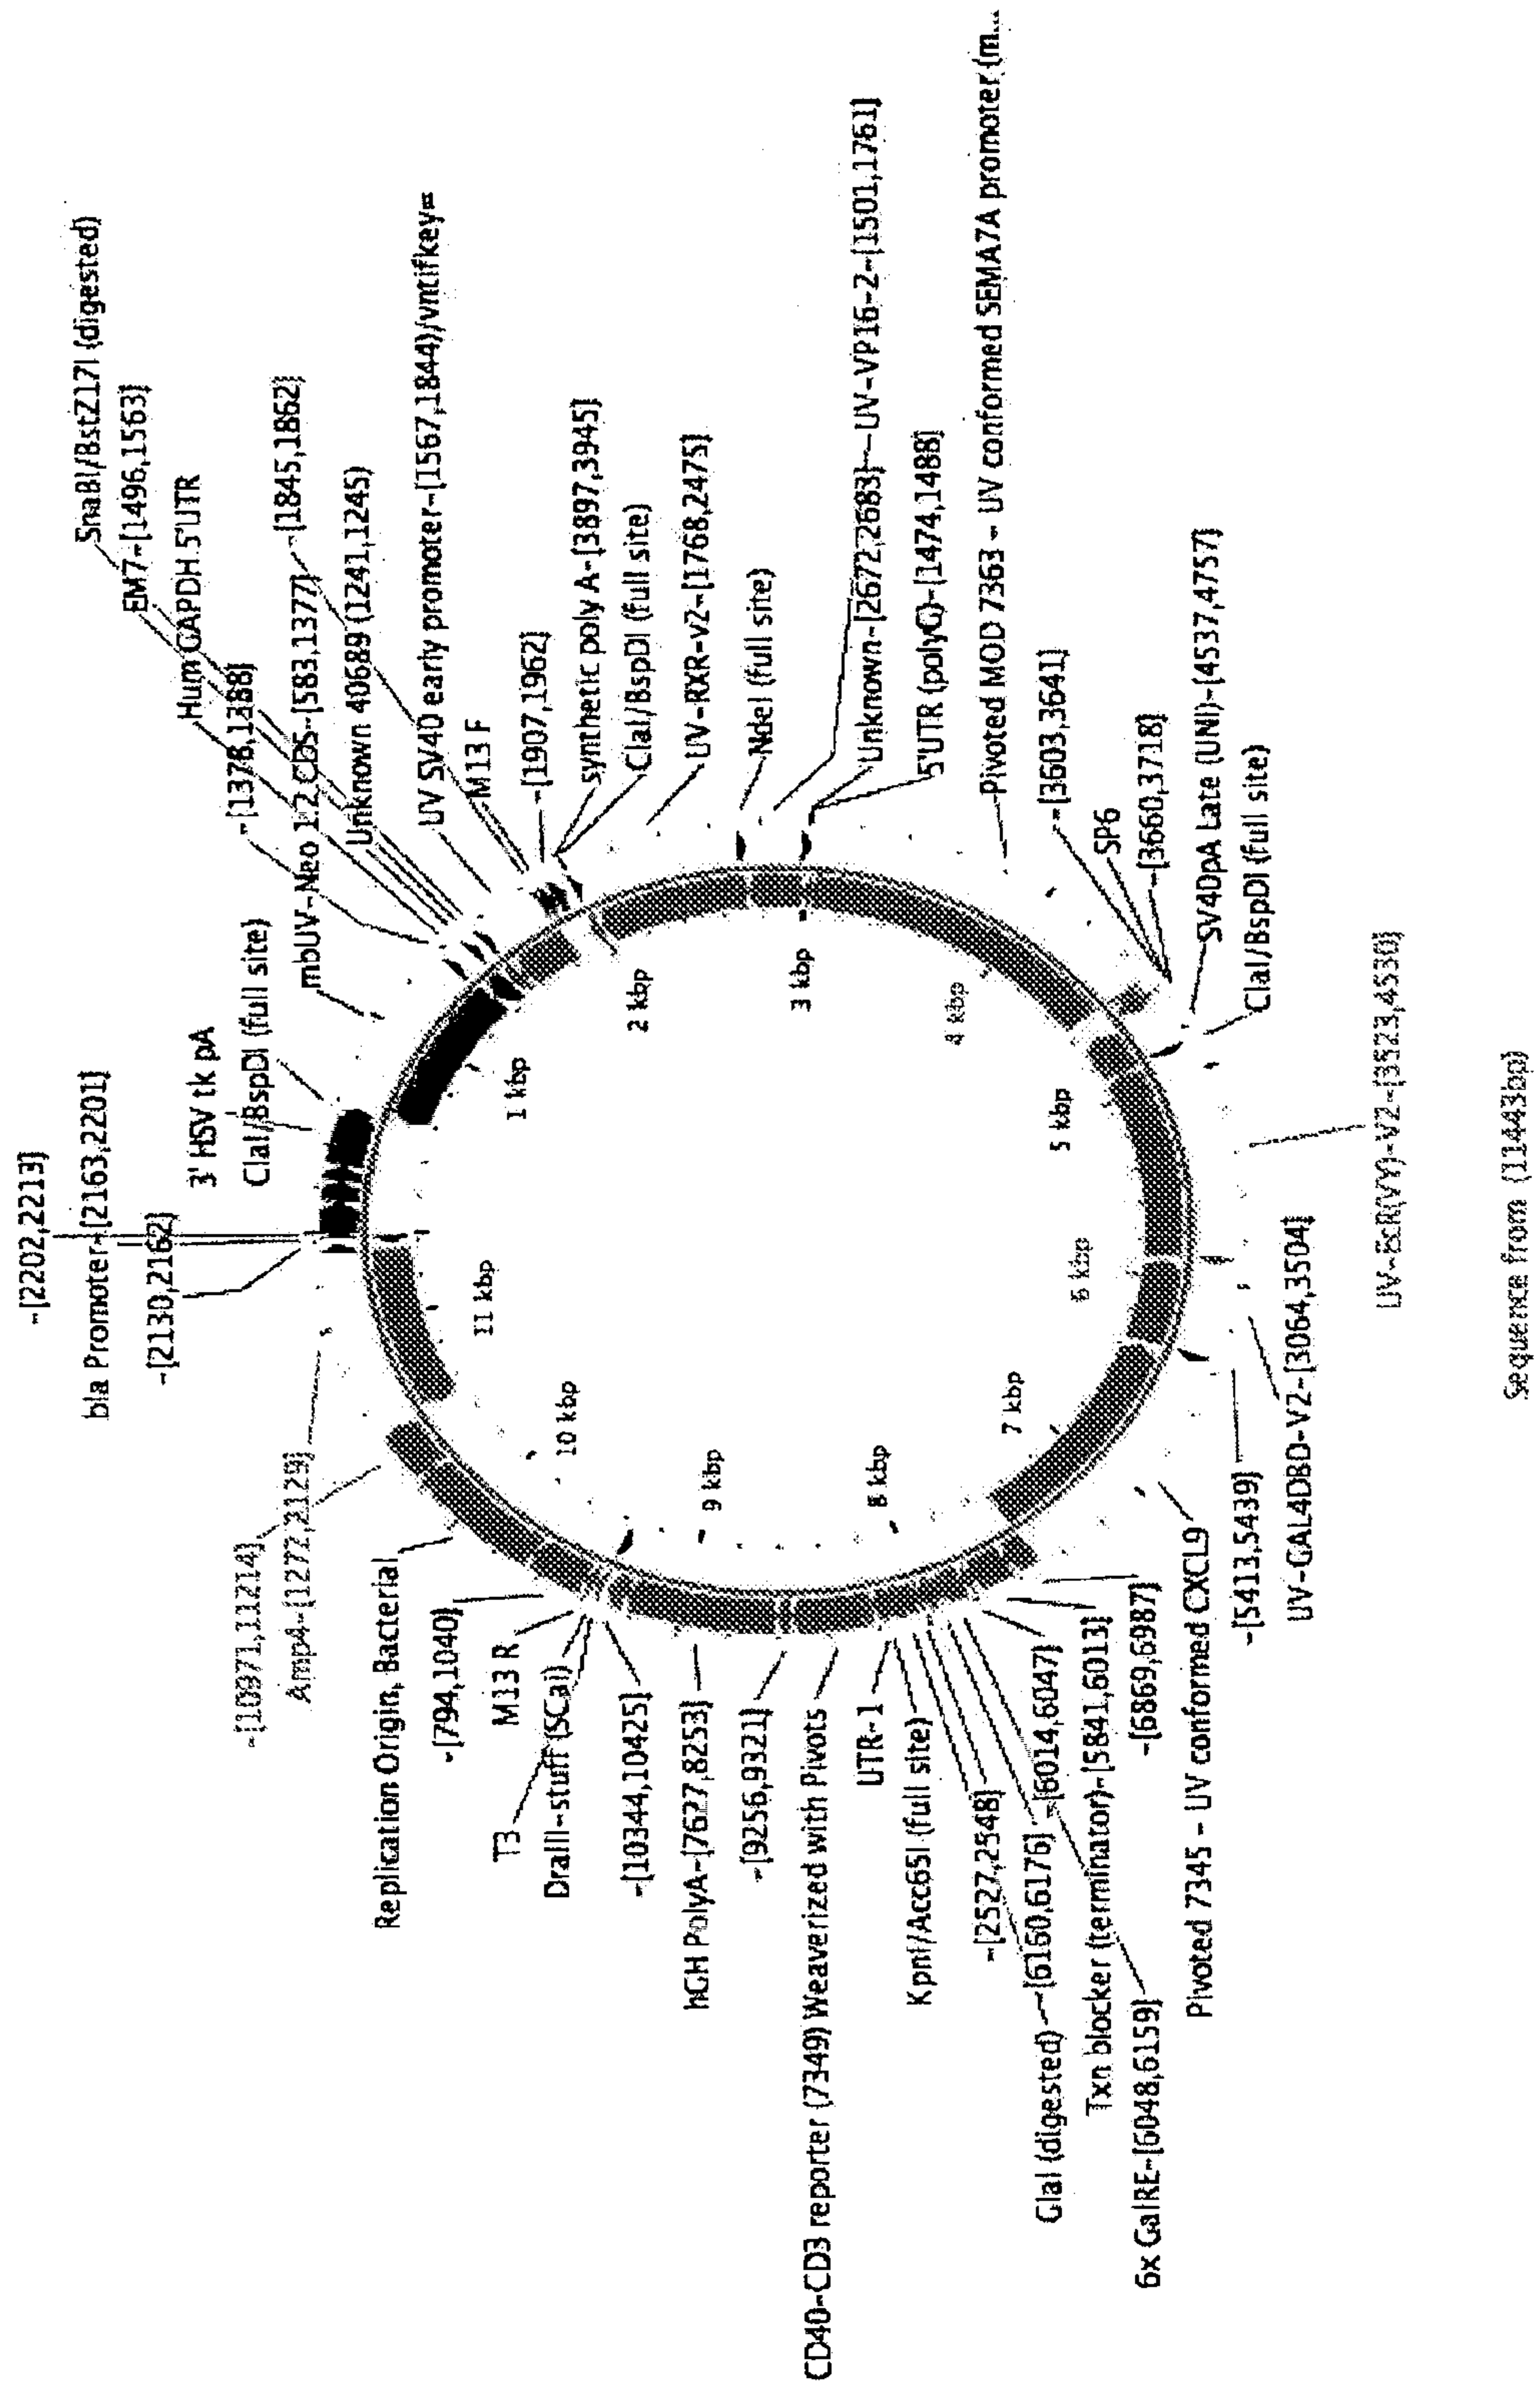 ~[2202,2213]
bla Promoter~[2163,2201]
~[2130,2162]
3' HSV tk pA
ClaI/BspDI (full site)
mbUV-Neo 1.2 CDS~[583,1377]
~[1378,1388]
Hum GAPDH 5'UTR
EM7~[1496,1563]
SnaBI/BstZ17I (digested)
~[1845,1862]
Unknown 40689 (1241,1245)
UV SV40 early promoter~[1567,1844)/vntifkey=
M13 F
~[1907,1962]
synthetic poly A~[3897,3945]
ClaI/BspDI (full site)
UV-RXR-v2~[1768,2475]
NdeI (full site)
UV-VP16-2~[1501,1761]
Unknown~[2672,2683]
5'UTR (polyG)~[1474,1488]
Pivoted MOD 7363 - UV conformed SEMA7A promoter (m...
~[3603,3641]
SP6
~[3660,3718]
SV40pA Late (UNI)~[4537,4757]
ClaI/BspDI (full site)
UV-EcR(VY)-V2~[3523,4530]
UV-GAL4DBD-V2~[3064,3504]
~[5413,5439]
Pivoted 7345 - UV conformed CXCL9
~[6869,6987]
6x GalRE~[6048,6159]
Txn blocker (terminator)~[5841,6013]
~[6014,6047]
GlaI (digested)
~[6160,6176]
~[2527,2548]
KpnI/Acc65I (full site)
UTR-1
CD40-CD3 reporter (7349) Weaverized with Pivots
~[9256,9321]
hGH PolyA~[7627,8253]
~[10344,10425]
DraIII-stuff (SCaI)
T3
M13 R
~[794,1040]
Replication Origin, Bacterial
Amp4~[1272,2129]
~[10971,11214]
1 kbp
2 kbp
3 kbp
4 kbp
5 kbp
6 kbp
7 kbp
8 kbp
9 kbp
10 kbp
11 kbp
Sequence from (11443bp)